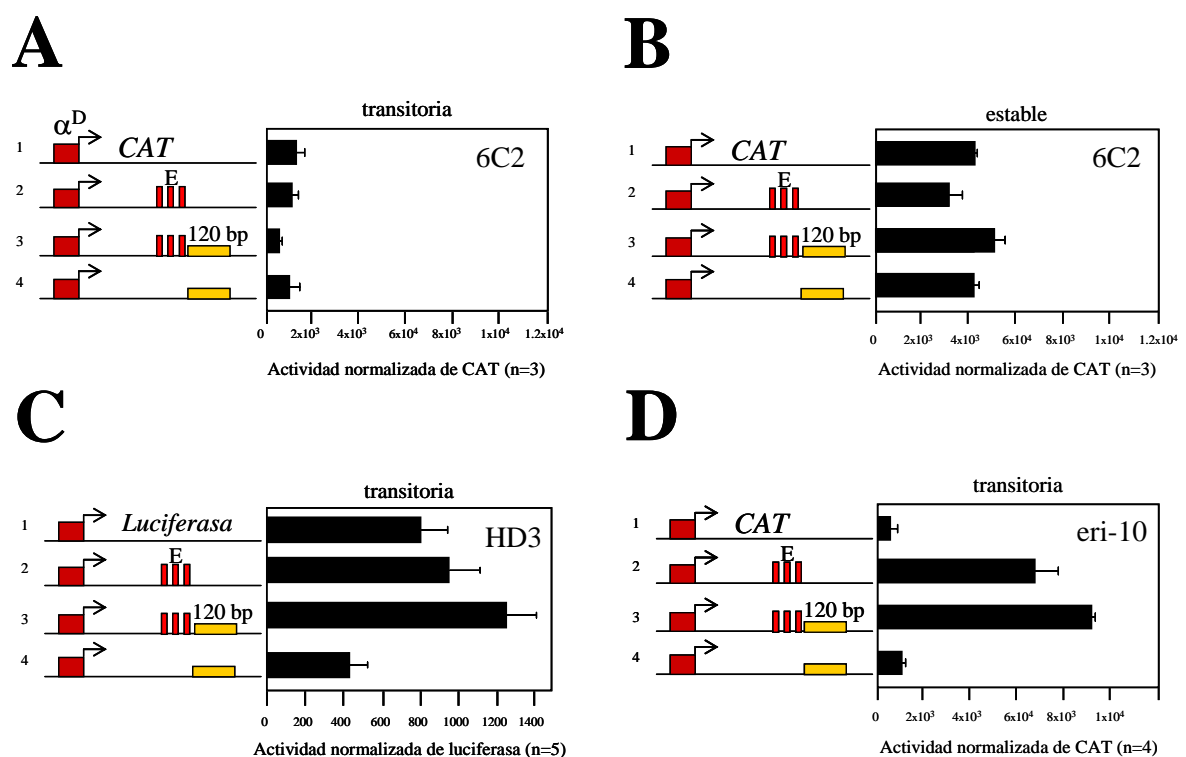 A
transitoria
αD
1
CAT
6C2
2
E
3
120 bp
4
0 2x10³ 4x10³ 6x10⁴ 8x10³ 1x10⁴ 1.2x10⁴
Actividad normalizada de CAT (n=3)
B
estable
1
CAT
6C2
2
E
3
120 bp
4
0 2x10³ 4x10³ 6x10⁴ 8x10³ 1x10⁴ 1.2x10⁴
Actividad normalizada de CAT (n=3)
C
transitoria
1
Luciferasa
HD3
2
E
3
120 bp
4
0 200 400 600 800 1000 1200 1400
Actividad normalizada de luciferasa (n=5)
D
transitoria
1
CAT
eri-10
2
E
3
120 bp
4
0 2x10³ 4x10³ 6x10⁴ 8x10³ 1x10⁴
Actividad normalizada de CAT (n=4)